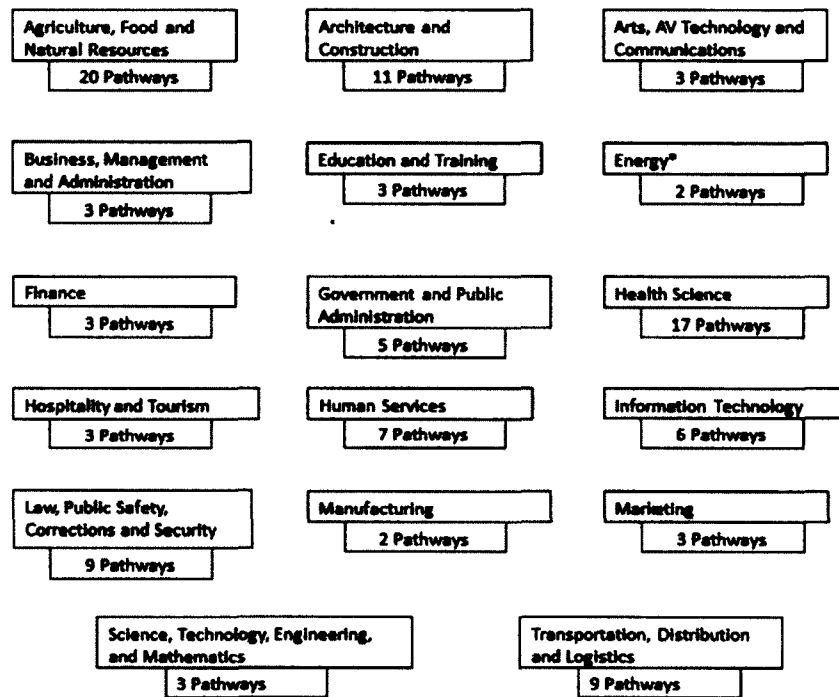 Agriculture, Food and
Natural Resources
20 Pathways
Architecture and
Construction
11 Pathways
Arts, AV Technology and
Communications
3 Pathways
Business, Management
and Administration
3 Pathways
Education and Training
3 Pathways
Energy*
2 Pathways
Finance
3 Pathways
Government and Public
Administration
5 Pathways
Health Science
17 Pathways
Hospitality and Tourism
3 Pathways
Human Services
7 Pathways
Information Technology
6 Pathways
Law, Public Safety,
Corrections and Security
9 Pathways
Manufacturing
2 Pathways
Marketing
3 Pathways
Science, Technology, Engineering,
and Mathematics
3 Pathways
Transportation, Distribution
and Logistics
9 Pathways